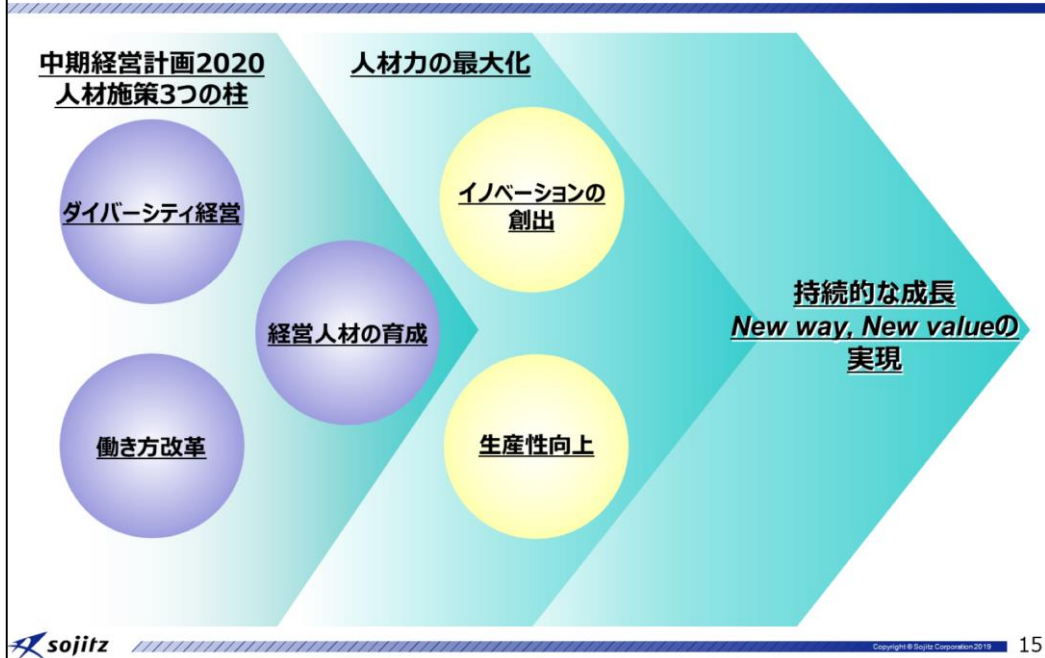 中期経営計画2020
人材施策3つの柱
人材力の最大化
ダイバーシティ経営
イノベーションの
創出
経営人材の育成
持続的な成長
New way, New valueの
実現
働き方改革
生産性向上
sojitz
Copyright © Sojitz Corporation 2019
15